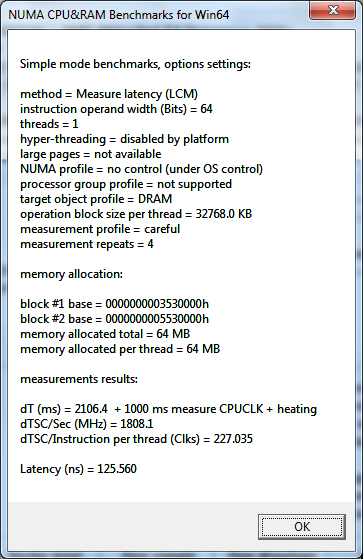 NUMA CPU&RAM Benchmarks for Win64
Simple mode benchmarks, options settings:
method = Measure latency (LCM)
instruction operand width (Bits) = 64
threads = 1
hyper-threading = disabled by platform
large pages = not available
NUMA profile = no control (under OS control)
processor group profile = not supported
target object profile = DRAM
operation block size per thread = 32768.0 KB
measurement profile = careful
measurement repeats = 4
memory allocation:
block #1 base = 0000000003530000h
block #2 base = 0000000005530000h
memory allocated total = 64 MB
memory allocated per thread = 64 MB
measurements results:
dT (ms) = 2106.4  + 1000 ms measure CPUCLK + heating
dTSC/Sec (MHz) = 1808.1
dTSC/Instruction per thread (Clks) = 227.035
Latency (ns) = 125.560
OK